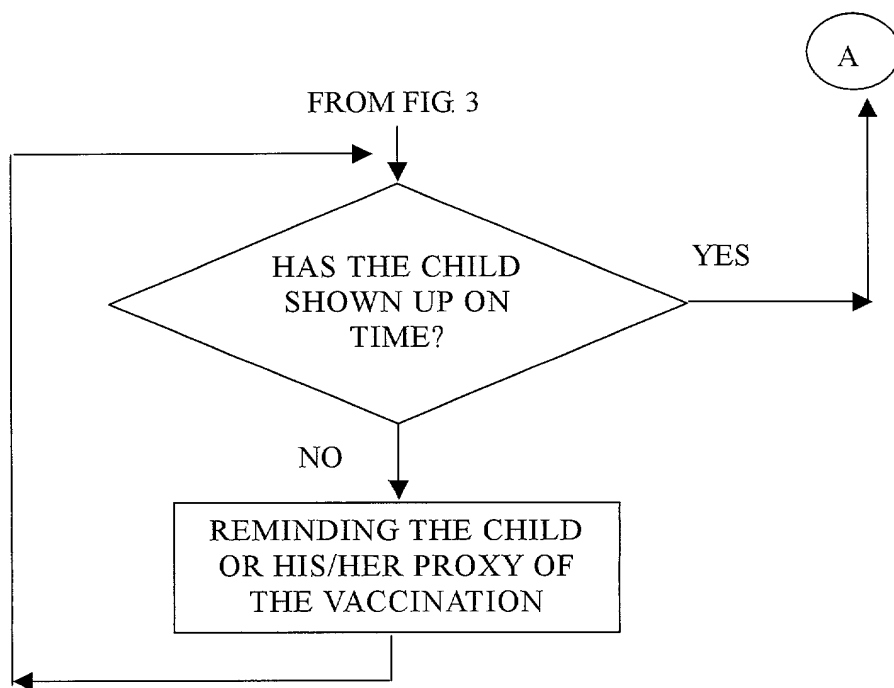 A
FROM FIG. 3
HAS THE CHILD
SHOWN UP ON
TIME?
YES
NO
REMINDING THE CHILD
OR HIS/HER PROXY OF
THE VACCINATION